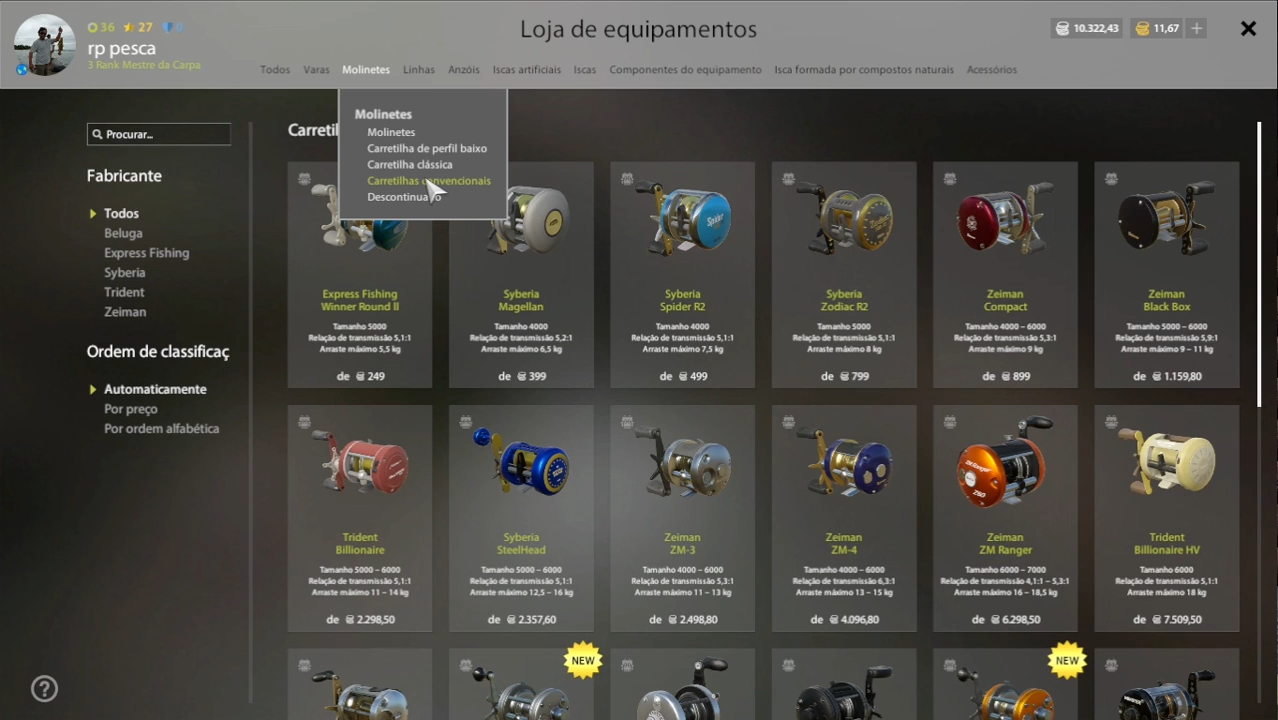 36 27 0
Loja de equipamentos
10.322,43
11,67
rp pesca
3 Rank Mestre da Carpa
Todos Varas Molinetes Linhas Anzóis Iscas artificiais Iscas Componentes do equipamento Isca formada por compostos naturais Acessórios
Molinetes
Molinetes
Carretilha de perfil baixo
Carretilha clássica
Carretilhas convencionais
Procurar...
Fabricante
Todos
Beluga
Express Fishing
Syberia
Trident
Zeiman
Ordem de classificaç
Automaticamente
Por preço
Por ordem alfabética
Carretil
Express Fishing
Winner Round II
Tamanho 5000
Relação de transmissão 5,1:1
Arraste máximo 5,5 kg
de 249
Syberia
Magellan
Tamanho 4000
Relação de transmissão 5,2:1
Arraste máximo 6,5 kg
de 399
Spider
Syberia
Spider R2
Tamanho 4000
Relação de transmissão 5,1:1
Arraste máximo 7,5 kg
de 499
Syberia
Zodiac R2
Tamanho 5000
Relação de transmissão 5,1:1
Arraste máximo 8 kg
de 799
Zeiman
Compact
Tamanho 4000 – 6000
Relação de transmissão 5,3:1
Arraste máximo 9 kg
de 899
Zeiman
Black Box
Tamanho 5000 – 6000
Relação de transmissão 5,9:1
Arraste máximo 9 – 11 kg
de 1.159,80
Trident
Billionaire
Tamanho 5000 – 6000
Relação de transmissão 5,1:1
Arraste máximo 11 – 14 kg
de 2.298,50
Syberia
SteelHead
Tamanho 5000 – 6000
Relação de transmissão 5,1:1
Arraste máximo 12,5 – 16 kg
de 2.357,60
Zeiman
ZM-3
Tamanho 4000 – 6000
Relação de transmissão 5,3:1
Arraste máximo 11 – 13 kg
de 2.498,80
Zeiman
ZM-4
Tamanho 4000 – 6000
Relação de transmissão 6,3:1
Arraste máximo 13 – 15 kg
de 4.096,80
Zeiman
ZM Ranger
Tamanho 6000 – 7000
Relação de transmissão 4,1:1 – 5,3:1
Arraste máximo 16 – 18,5 kg
de 6.298,50
Trident
Billionaire HV
Tamanho 6000
Relação de transmissão 5,1:1
Arraste máximo 18 kg
de 7.509,50
NEW
NEW